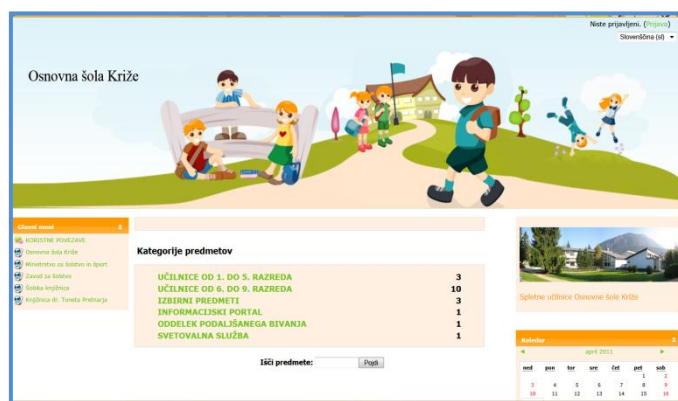 Niste prijavljeni. (Prijava)
Slovenščina (sl)
Osnovna šola Križe
Glavni meni
KORISTNE POVEZAVE
Osnovna šola Križe
Ministrstvo za šolstvo in šport
Zavod za šolstvo
Šolska knjižnica
Knjižnica dr. Toneta Pretnarja
Kategorije predmetov
UČILNICE OD 1. DO 5. RAZREDA 3
UČILNICE OD 6. DO 9. RAZREDA 10
IZBIRNI PREDMETI 3
INFORMACIJSKI PORTAL 1
ODDELEK PODALJŠANEGA BIVANJA 1
SVETOVALNA SLUŽBA 1
Išči predmete: Pojdi
Spletne učilnice Osnovne šole Križe
Koledar
april 2011
ned pon tor sre čet pet sob
1 2
3 4 5 6 7 8 9
10 11 12 13 14 15 16